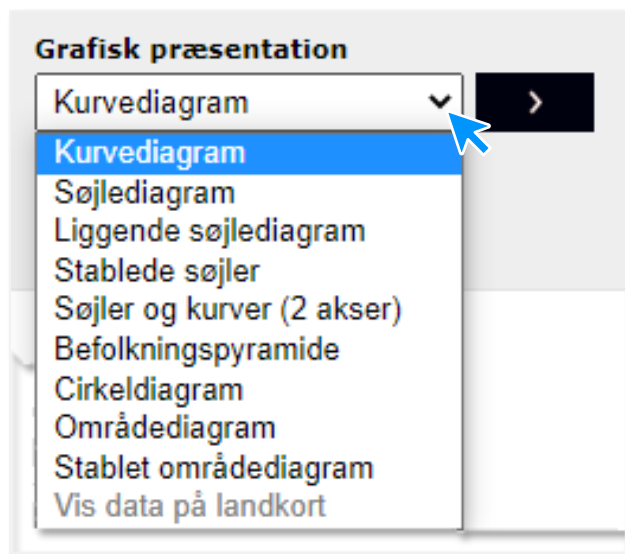 Grafisk præsentation
Kurvediagram
Kurvediagram
Søjlediagram
Liggende søjlediagram
Stablede søjler
Søjler og kurver (2 akser)
Befolkningspyramide
Cirkeldiagram
Områdediagram
Stablet områdediagram
Vis data på landkort